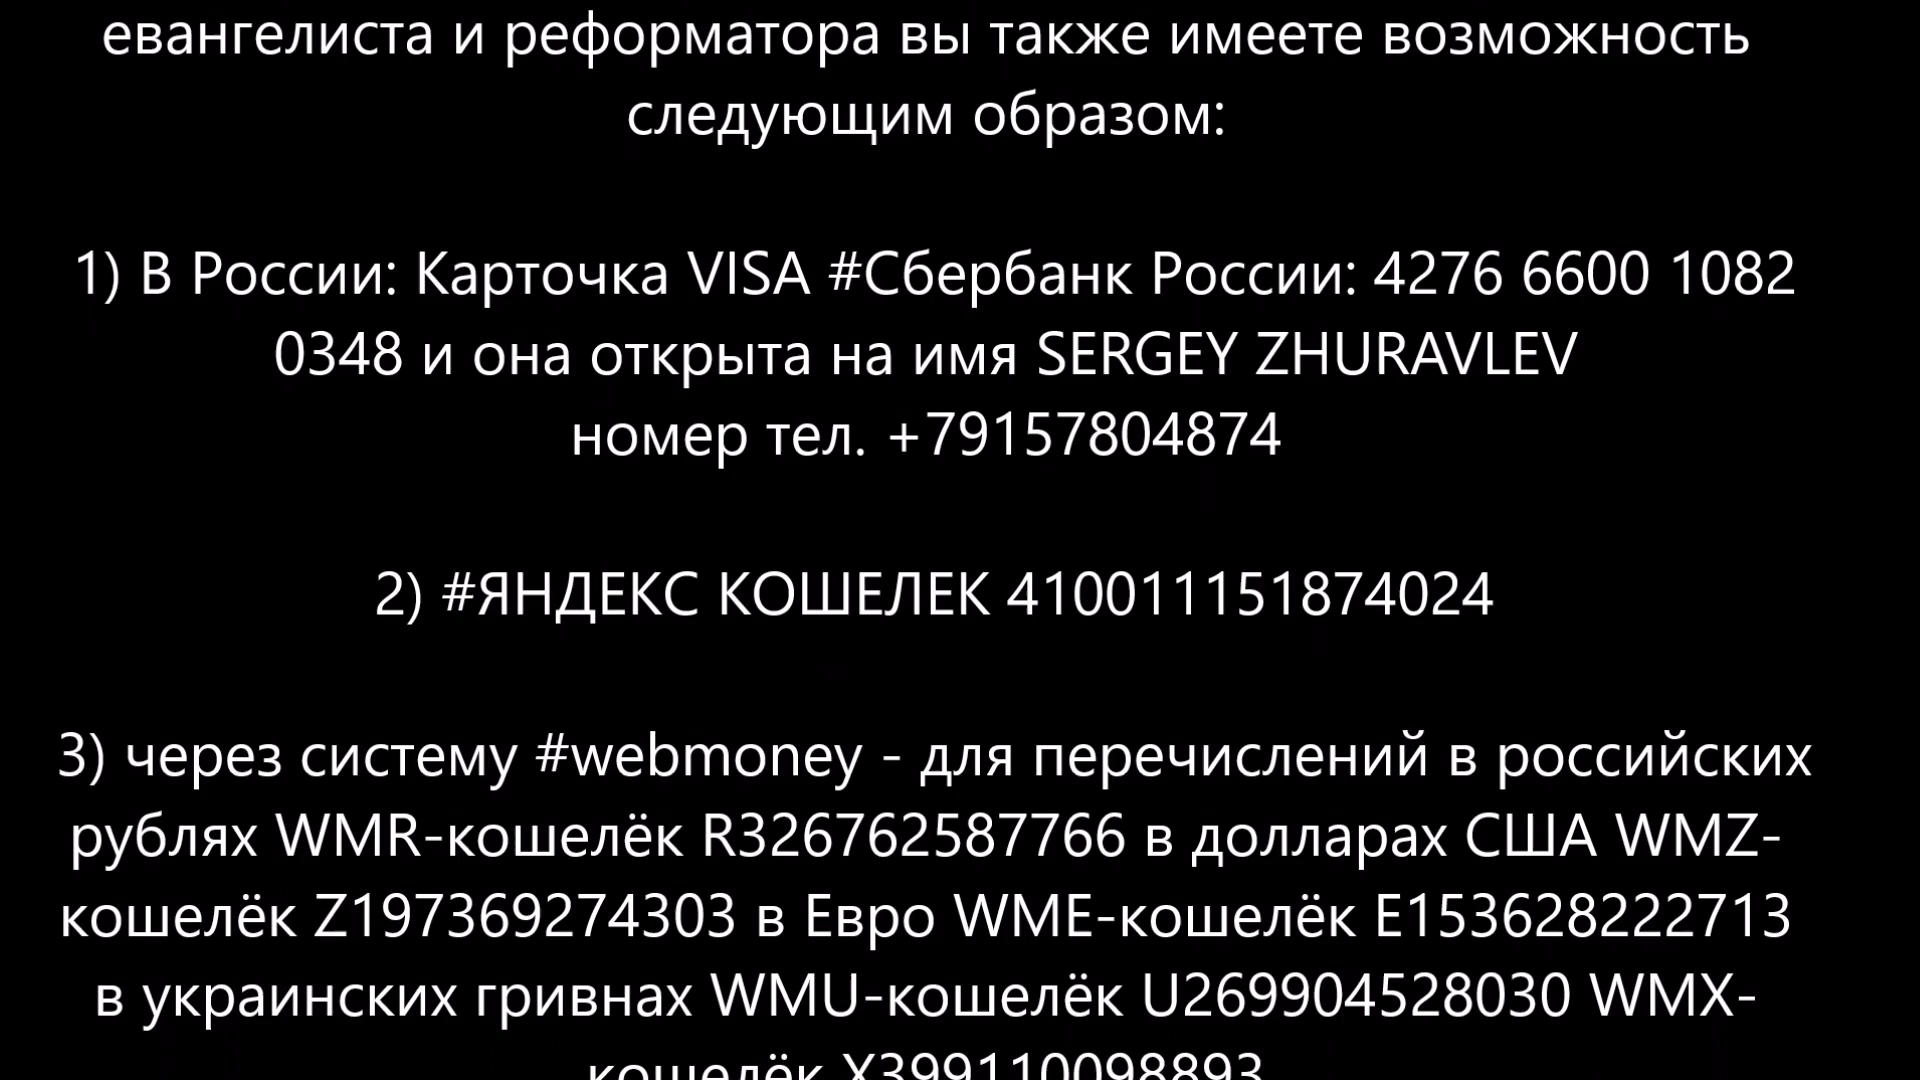 евангелиста и реформатора вы также имеете возможность
следующим образом:
1) В России: Карточка VISA #Сбербанк России: 4276 6600 1082
0348 и она открыта на имя SERGEY ZHURAVLEV
номер тел. +79157804874
2) #ЯНДЕКС КОШЕЛЕК 410011151874024
3) через систему #webmoney - для перечислений в российских
рублях WMR-кошелёк R326762587766 в долларах США WMZ-
кошелёк Z197369274303 в Евро WME-кошелёк E153628222713
в украинских гривнах WMU-кошелёк U269904528030 WMX-
кошелёк X399110098893